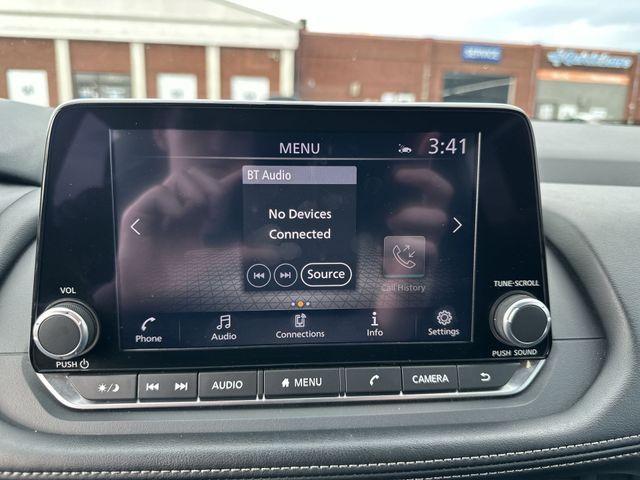 SERVICE
MENU
3:41
BT Audio
No Devices
Connected
Source
Call History
VOL
TUNE·SCROLL
Phone
Audio
Connections
Info
Settings
PUSH
PUSH SOUND
AUDIO
MENU
CAMERA